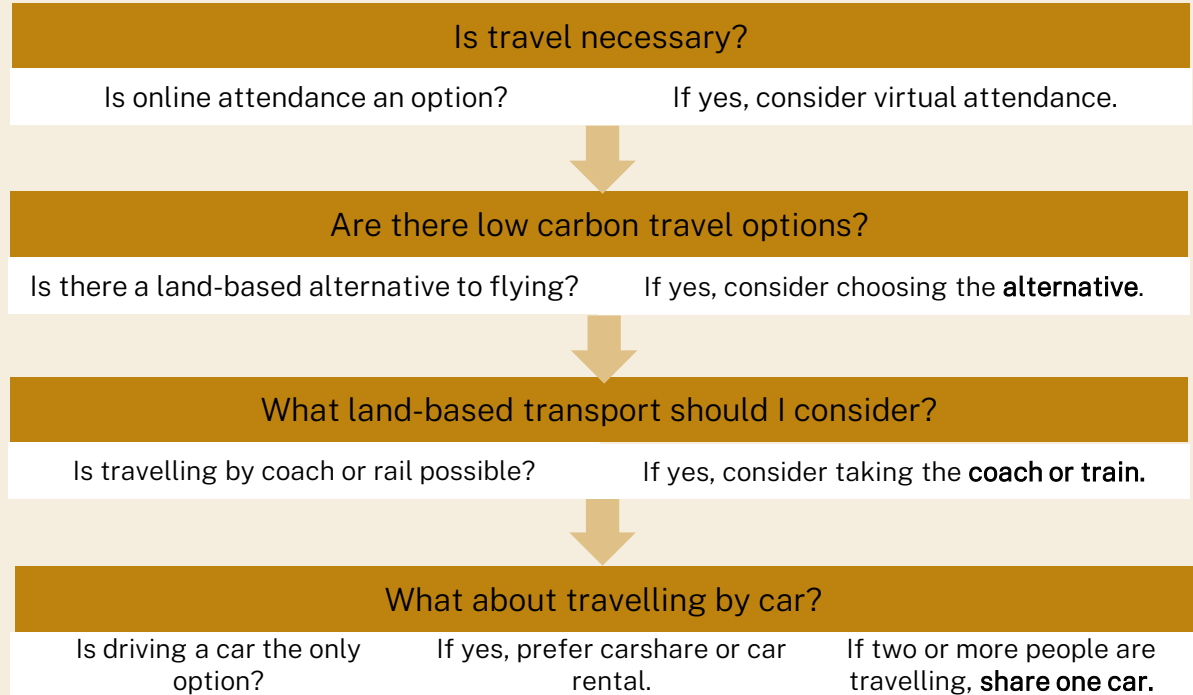 Is travel necessary?
Is online attendance an option?
If yes, consider virtual attendance.
Are there low carbon travel options?
Is there a land-based alternative to flying?
If yes, consider choosing the alternative.
What land-based transport should I consider?
Is travelling by coach or rail possible?
If yes, consider taking the coach or train.
What about travelling by car?
Is driving a car the only
option?
If yes, prefer carshare or car
rental.
If two or more people are
travelling, share one car.